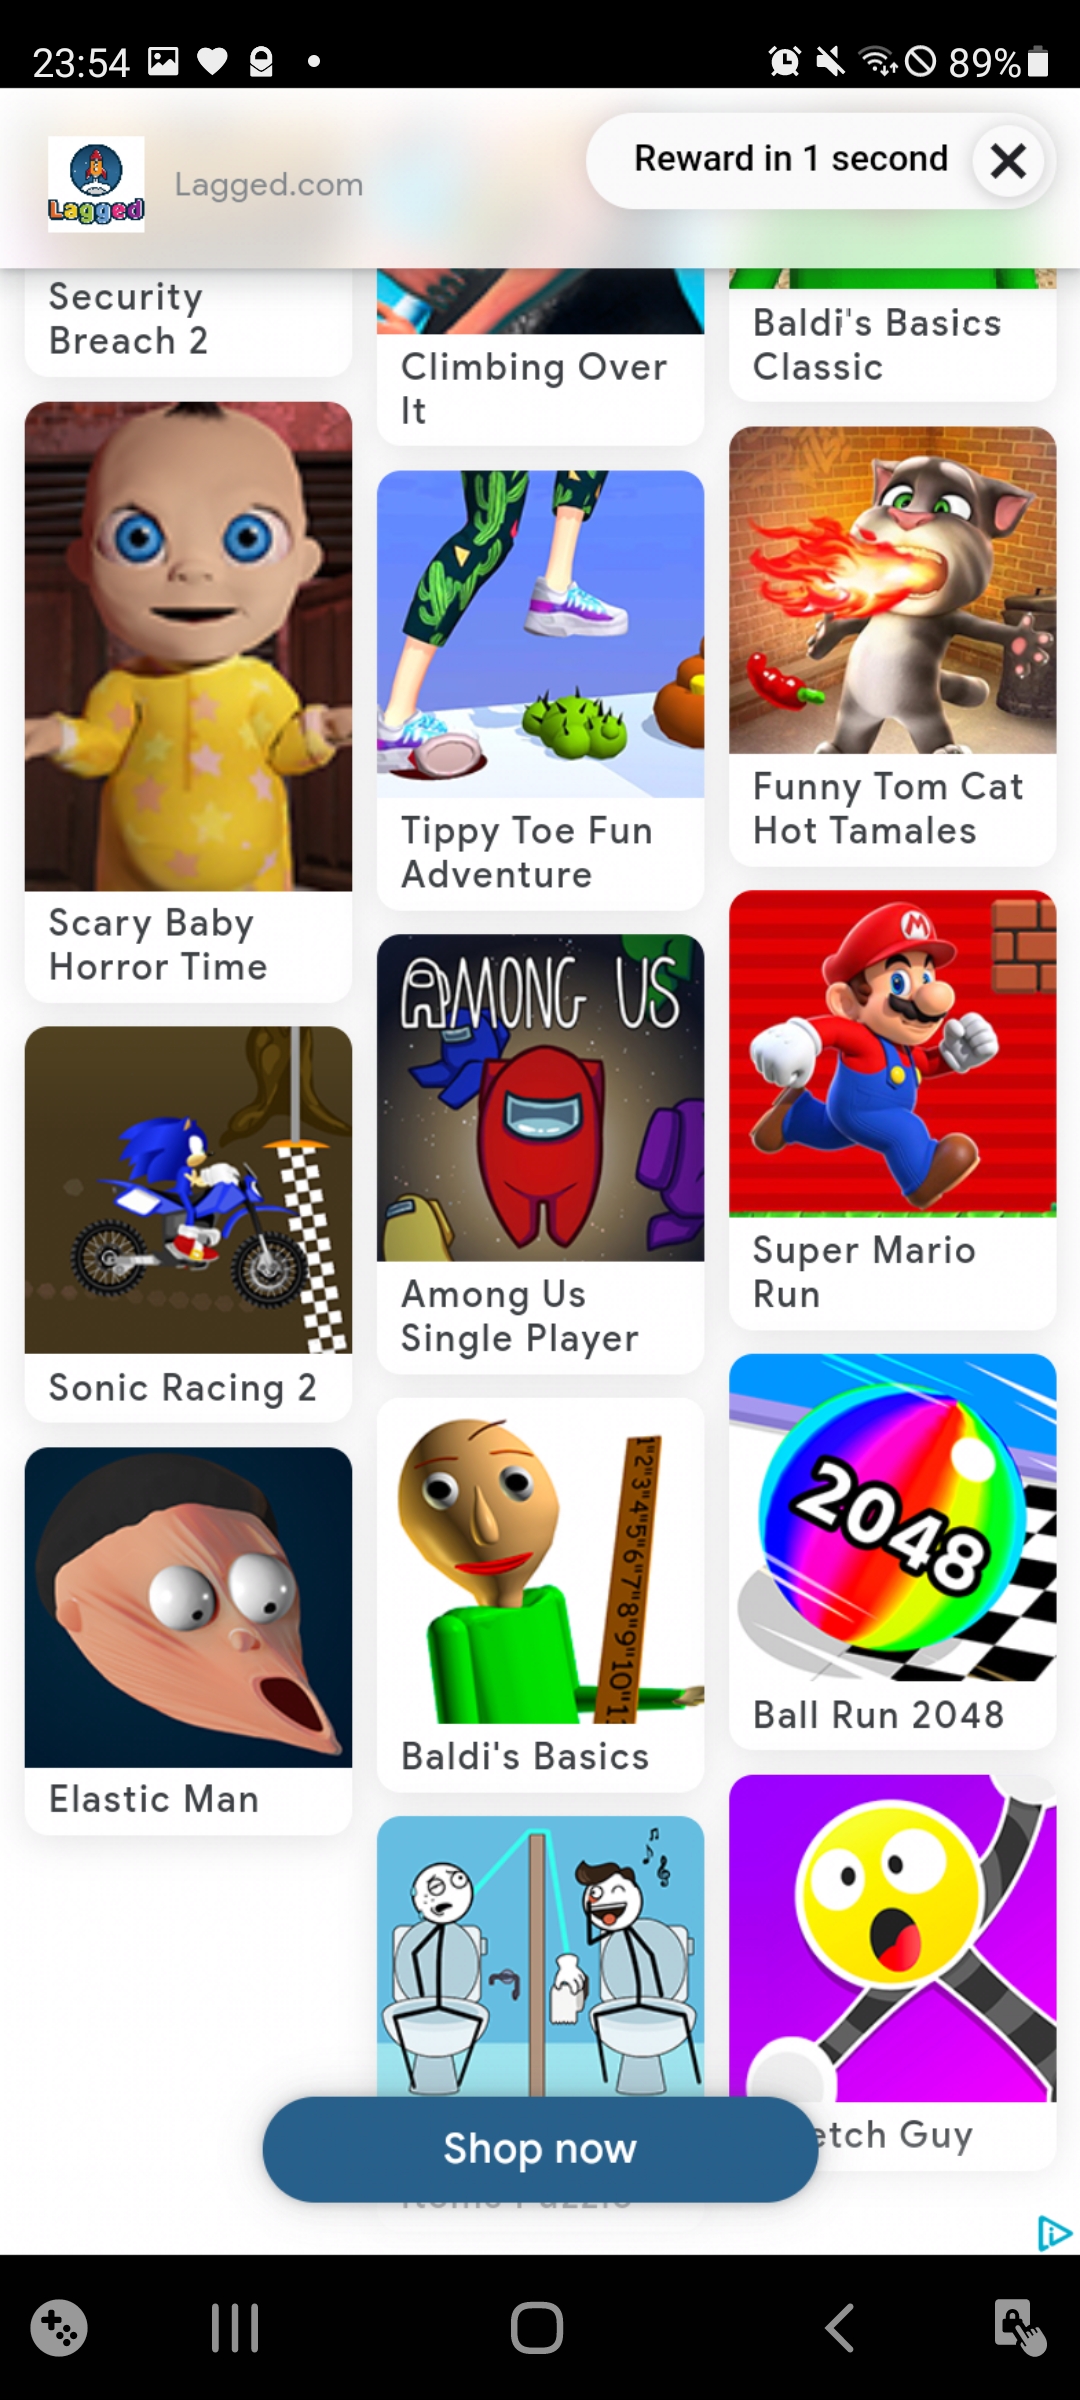 23:54
89%
Lagged
Lagged.com
Reward in 1 second
Security
Breach 2
Climbing Over
It
Baldi's Basics
Classic
Scary Baby
Horror Time
Tippy Toe Fun
Adventure
Funny Tom Cat
Hot Tamales
M
AMONG US
Among Us
Single Player
Super Mario
Run
Sonic Racing 2
1"2"3"4"5"6"7"8"9"10"1
2048
Baldi's Basics
Ball Run 2048
Elastic Man
etch Guy
Shop now
Items Puzzle